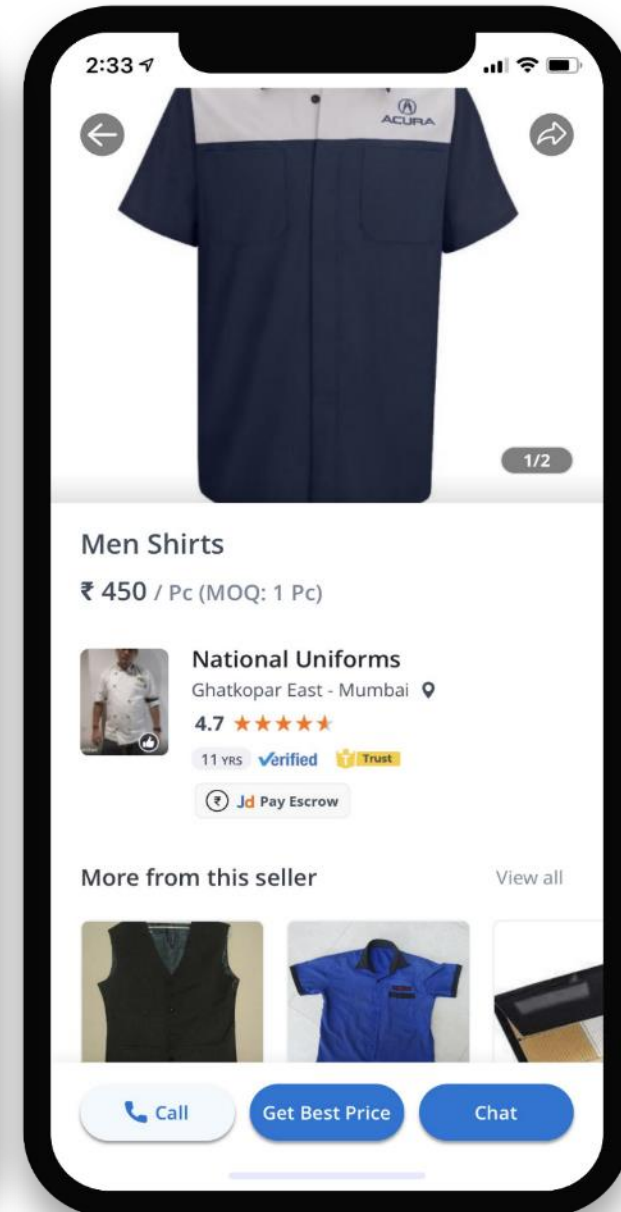 2:33
ACURA
1/2
Men Shirts
₹ 450 / Pc (MOQ: 1 Pc)
National Uniforms
Ghatkopar East - Mumbai
4.7
11 YRS Verified T Trust
₹ Jd Pay Escrow
More from this seller View all
Call Get Best Price Chat